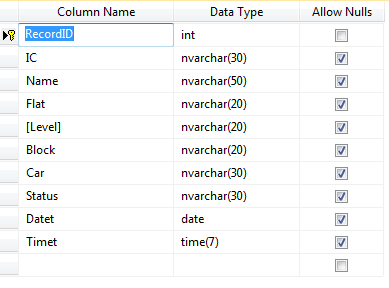 Column Name Data Type Allow Nulls
RecordID int
IC nvarchar(30)
Name nvarchar(50)
Flat nvarchar(20)
[Level] nvarchar(20)
Block nvarchar(20)
Car nvarchar(30)
Status nvarchar(30)
Datet date
Timet time(7)